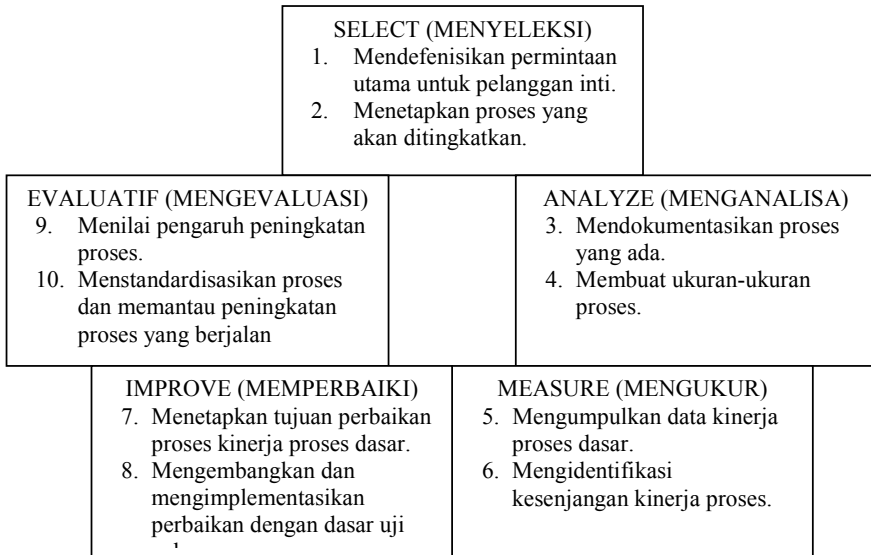 SELECT (MENYELEKSI)
1. Mendefenisikan permintaan
utama untuk pelanggan inti.
2. Menetapkan proses yang
akan ditingkatkan.
EVALUATIF (MENGEVALUASI)
9. Menilai pengaruh peningkatan
proses.
10. Menstandardisasikan proses
dan memantau peningkatan
proses yang berjalan
ANALYZE (MENGANALISA)
3. Mendokumentasikan proses
yang ada.
4. Membuat ukuran-ukuran
proses.
IMPROVE (MEMPERBAIKI)
7. Menetapkan tujuan perbaikan
proses kinerja proses dasar.
8. Mengembangkan dan
mengimplementasikan
perbaikan dengan dasar uji
MEASURE (MENGUKUR)
5. Mengumpulkan data kinerja
proses dasar.
6. Mengidentifikasi
kesenjangan kinerja proses.